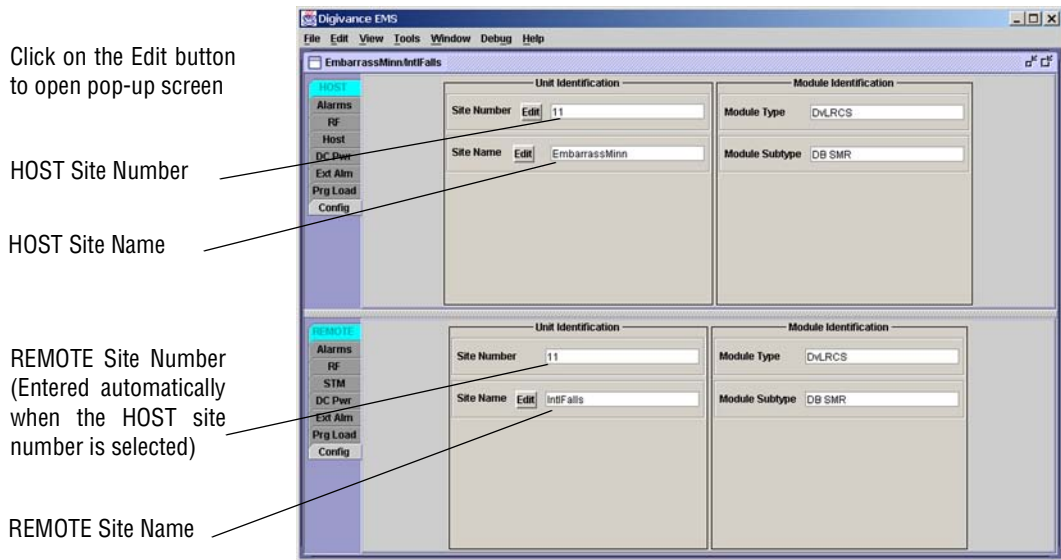 Click on the Edit button
to open pop-up screen
HOST Site Number
HOST Site Name
REMOTE Site Number
(Entered automatically
when the HOST site
number is selected)
REMOTE Site Name
Digivance EMS
File Edit View Tools Window Debug Help
EmbarrassMinn/IntlFalls
HOST
Alarms
RF
Host
DC Pwr
Ext Alm
Prg Load
Config
Unit Identification
Site Number Edit 11
Site Name Edit EmbarrassMinn
Module Identification
Module Type DvLRCS
Module Subtype DB SMR
REMOTE
Alarms
RF
STM
DC Pwr
Ext Alm
Prg Load
Config
Unit Identification
Site Number 11
Site Name Edit IntlFalls
Module Identification
Module Type DvLRCS
Module Subtype DB SMR